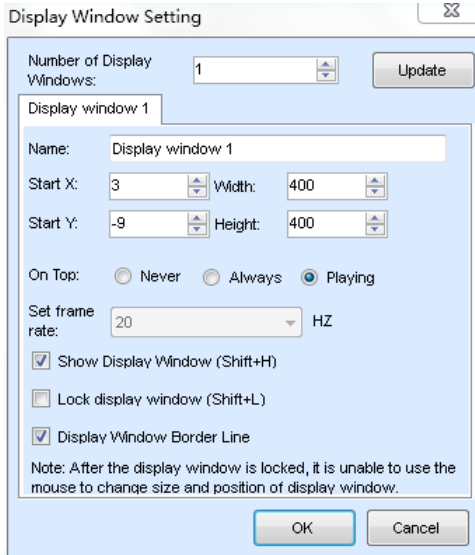 Display Window Setting
Number of Display
Windows:
1
Update
Display window 1
Name: Display window 1
Start X: 3 Width: 400
Start Y: -9 Height: 400
On Top: Never Always Playing
Set frame
rate:
20 HZ
Show Display Window (Shift+H)
Lock display window (Shift+L)
Display Window Border Line
Note: After the display window is locked, it is unable to use the
mouse to change size and position of display window.
OK Cancel